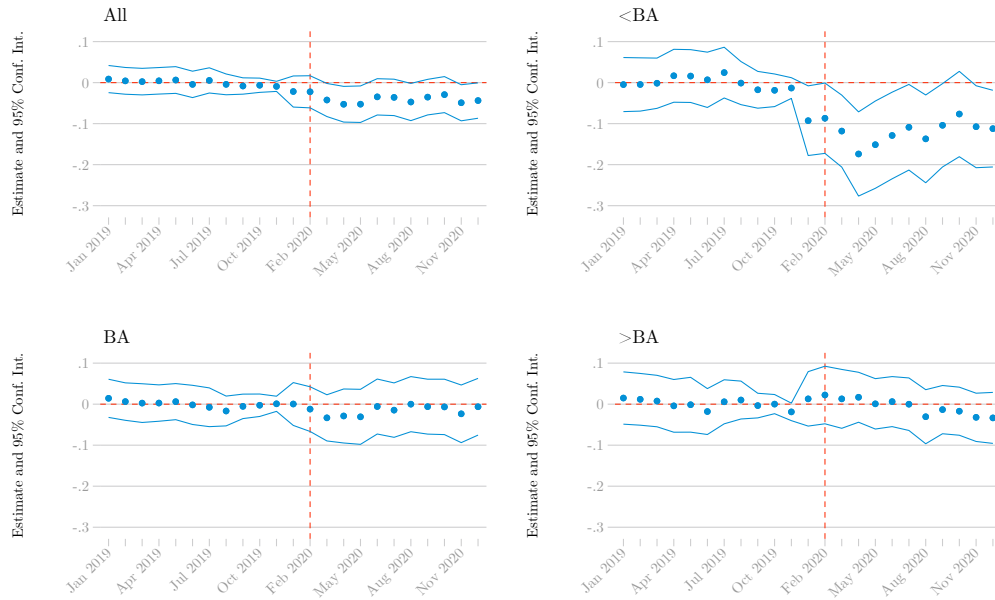 All
Estimate and 95% Conf. Int.
.1
0
-.1
-.2
-.3
Jan 2019
Apr 2019
Jul 2019
Oct 2019
Feb 2020
May 2020
Aug 2020
Nov 2020
<BA
Estimate and 95% Conf. Int.
.1
0
-.1
-.2
-.3
Jan 2019
Apr 2019
Jul 2019
Oct 2019
Feb 2020
May 2020
Aug 2020
Nov 2020
BA
Estimate and 95% Conf. Int.
.1
0
-.1
-.2
-.3
Jan 2019
Apr 2019
Jul 2019
Oct 2019
Feb 2020
May 2020
Aug 2020
Nov 2020
>BA
Estimate and 95% Conf. Int.
.1
0
-.1
-.2
-.3
Jan 2019
Apr 2019
Jul 2019
Oct 2019
Feb 2020
May 2020
Aug 2020
Nov 2020